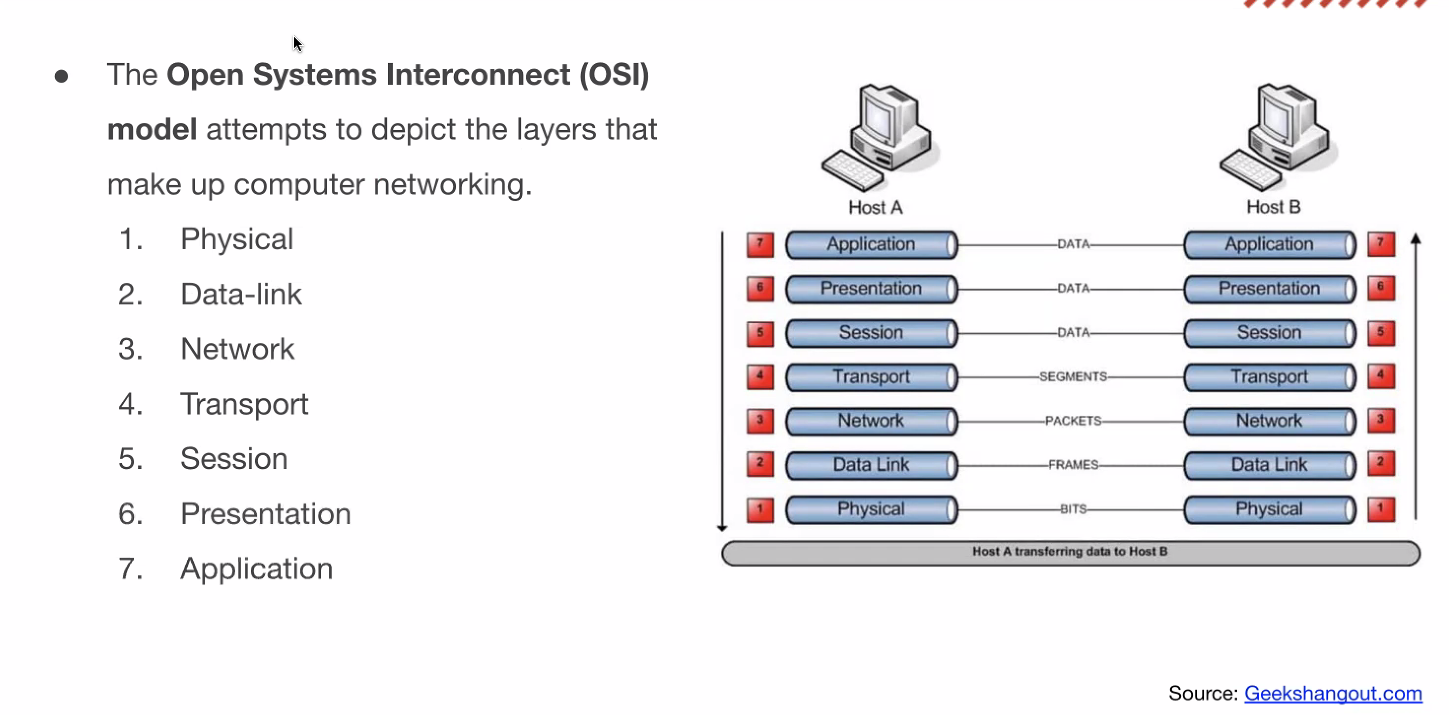 ● The Open Systems Interconnect (OSI)
model attempts to depict the layers that
make up computer networking.
1. Physical
2. Data-link
3. Network
4. Transport
5. Session
6. Presentation
7. Application
Host A Host B
7 Application DATA Application 7
6 Presentation DATA Presentation 6
5 Session DATA Session 5
4 Transport SEGMENTS Transport 4
3 Network PACKETS Network 3
2 Data Link FRAMES Data Link 2
1 Physical BITS Physical 1
Host A transferring data to Host B
Source: Geekshangout.com